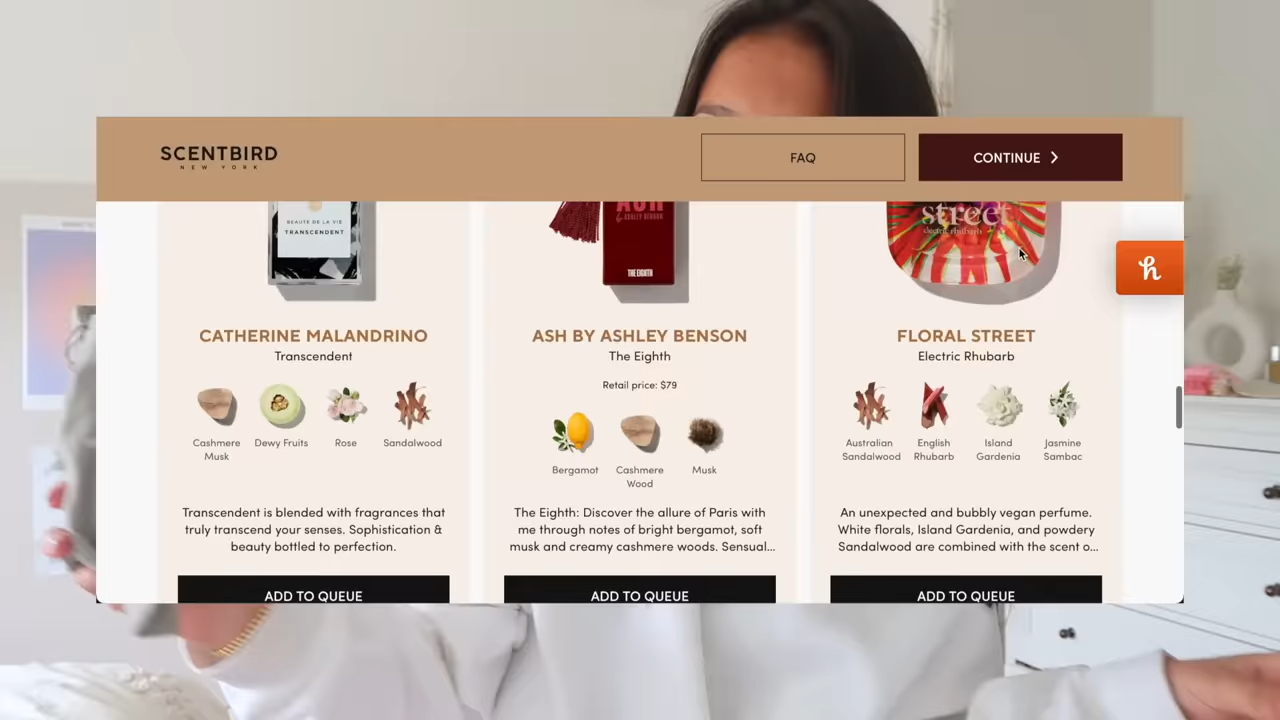 SCENTBIRD
NEW YORK
FAQ
CONTINUE
BEAUTÉ DE LA VIE
TRANSCENDENT
ASH
by ASHLEY BENSON
THE EIGHTH
street
electric rhubarb
CATHERINE MALANDRINO
Transcendent
Cashmere
Musk
Dewy Fruits
Rose
Sandalwood
Transcendent is blended with fragrances that
truly transcend your senses. Sophistication &
beauty bottled to perfection.
ADD TO QUEUE
ASH BY ASHLEY BENSON
The Eighth
Retail price: $79
Bergamot
Cashmere
Wood
Musk
The Eighth: Discover the allure of Paris with
me through notes of bright bergamot, soft
musk and creamy cashmere woods. Sensual...
ADD TO QUEUE
FLORAL STREET
Electric Rhubarb
Australian
Sandalwood
English
Rhubarb
Island
Gardenia
Jasmine
Sambac
An unexpected and bubbly vegan perfume.
White florals, Island Gardenia, and powdery
Sandalwood are combined with the scent o...
ADD TO QUEUE
h